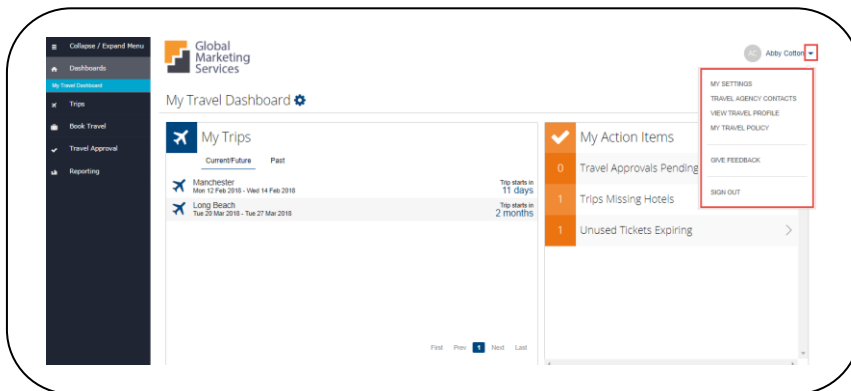 Collapse / Expand Menu
Dashboards
My Travel Dashboard
Trips
Book Travel
Travel Approval
Reporting
Global
Marketing
Services
AC
Abby Cotton
My Travel Dashboard
My Trips
Current/Future Past
Manchester
Mon 12 Feb 2018 - Wed 14 Feb 2018
Trip starts in
11 days
Long Beach
Tue 20 Mar 2018 - Tue 27 Mar 2018
Trip starts in
2 months
First Prev 1 Next Last
My Action Items
0 Travel Approvals Pending
1 Trips Missing Hotels
1 Unused Tickets Expiring
MY SETTINGS
TRAVEL AGENCY CONTACTS
VIEW TRAVEL PROFILE
MY TRAVEL POLICY
GIVE FEEDBACK
SIGN OUT